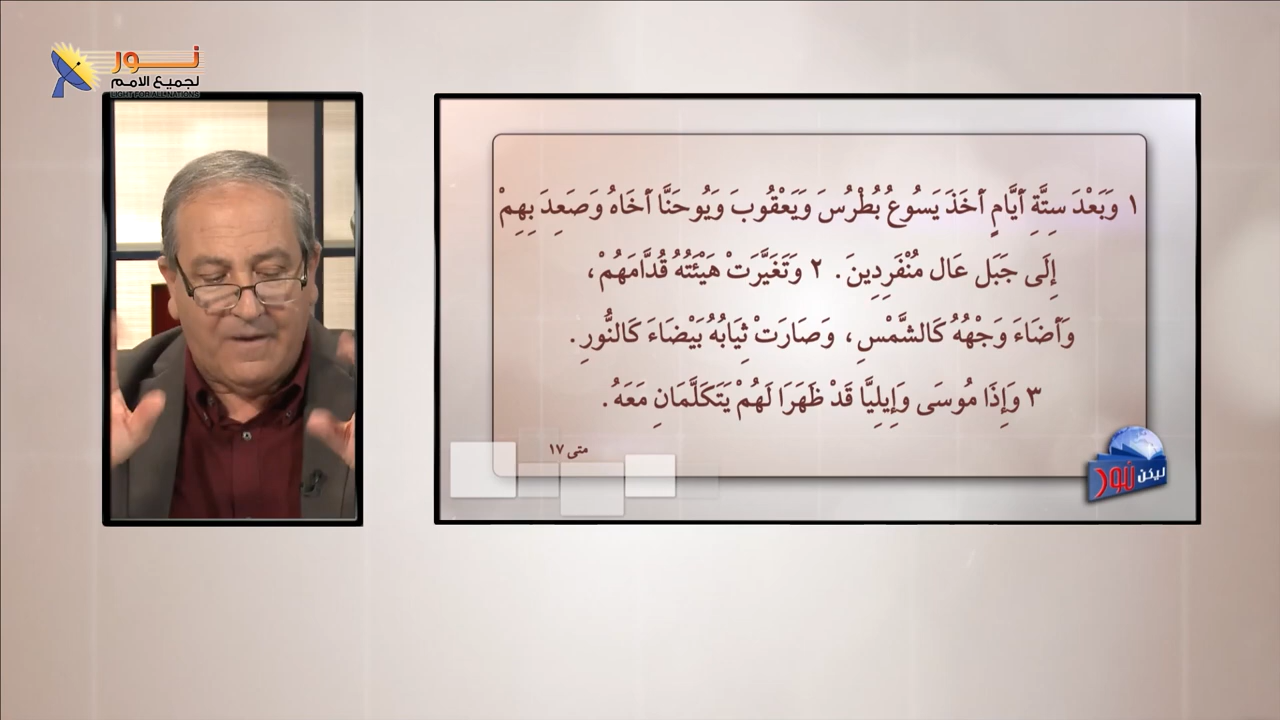 نور
لجميع الامم
LIGHT FOR ALL NATIONS
١ وَبَعْدَ سِتَّةِ أَيَّامٍ أَخَذَ يَسُوعُ بُطْرُسَ وَيَعْقُوبَ وَيُوحَنَّا أَخَاهُ وَصَعِدَ بِهِمْ
إِلَى جَبَل عَال مُنْفَرِدِينَ. ٢ وَتَغَيَّرَتْ هَيْئَتُهُ قُدَّامَهُمْ،
وَأَضَاءَ وَجْهُهُ كَالشَّمْسِ، وَصَارَتْ ثِيَابُهُ بَيْضَاءَ كَالنُّورِ.
٣ وَإِذَا مُوسَى وَإِيلِيَّا قَدْ ظَهَرَا لَهُمْ يَتَكَلَّمَانِ مَعَهُ.
متى ١٧
ليكن نور